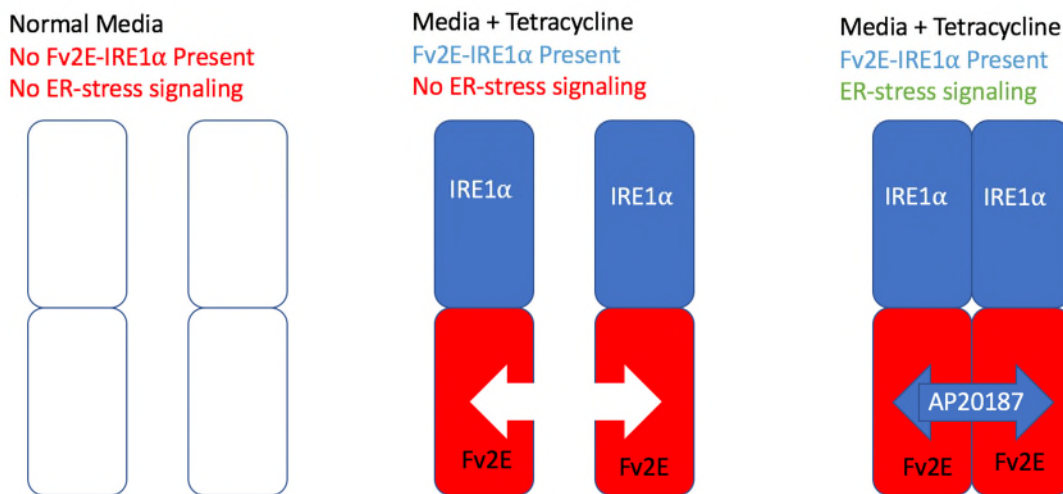 Normal Media
No Fv2E-IRE1α Present
No ER-stress signaling
Media + Tetracycline
Fv2E-IRE1α Present
No ER-stress signaling
IRE1α
IRE1α
Fv2E
Fv2E
Media + Tetracycline
Fv2E-IRE1α Present
ER-stress signaling
IRE1α
IRE1α
AP20187
Fv2E
Fv2E